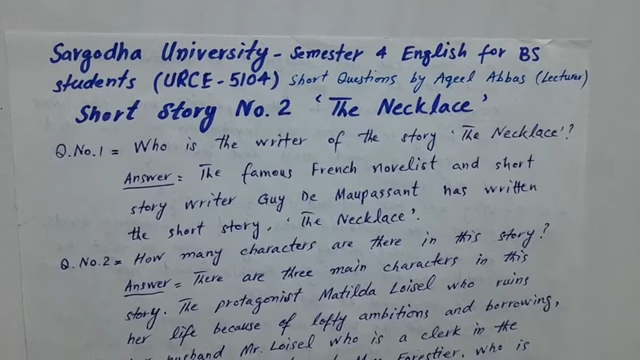 Sargodha University - Semester 4 English for BS
students (URCE-5104) Short Questions by Aqeel Abbas (Lecturer)
Short Story No. 2 'The Necklace'
Q.No.1 = Who is the writer of the story 'The Necklace'?
Answer = The famous French novelist and short
story writer Guy De Maupassant has written
the short story, 'The Necklace'.
Q.No.2 = How many characters are there in this story?
Answer = There are three main characters in this
story. The protagonist Matilda Loisel who ruins
her life because of lofty ambitions and borrowing,
husband Mr. Loisel who is a clerk in the
Forestier, who is